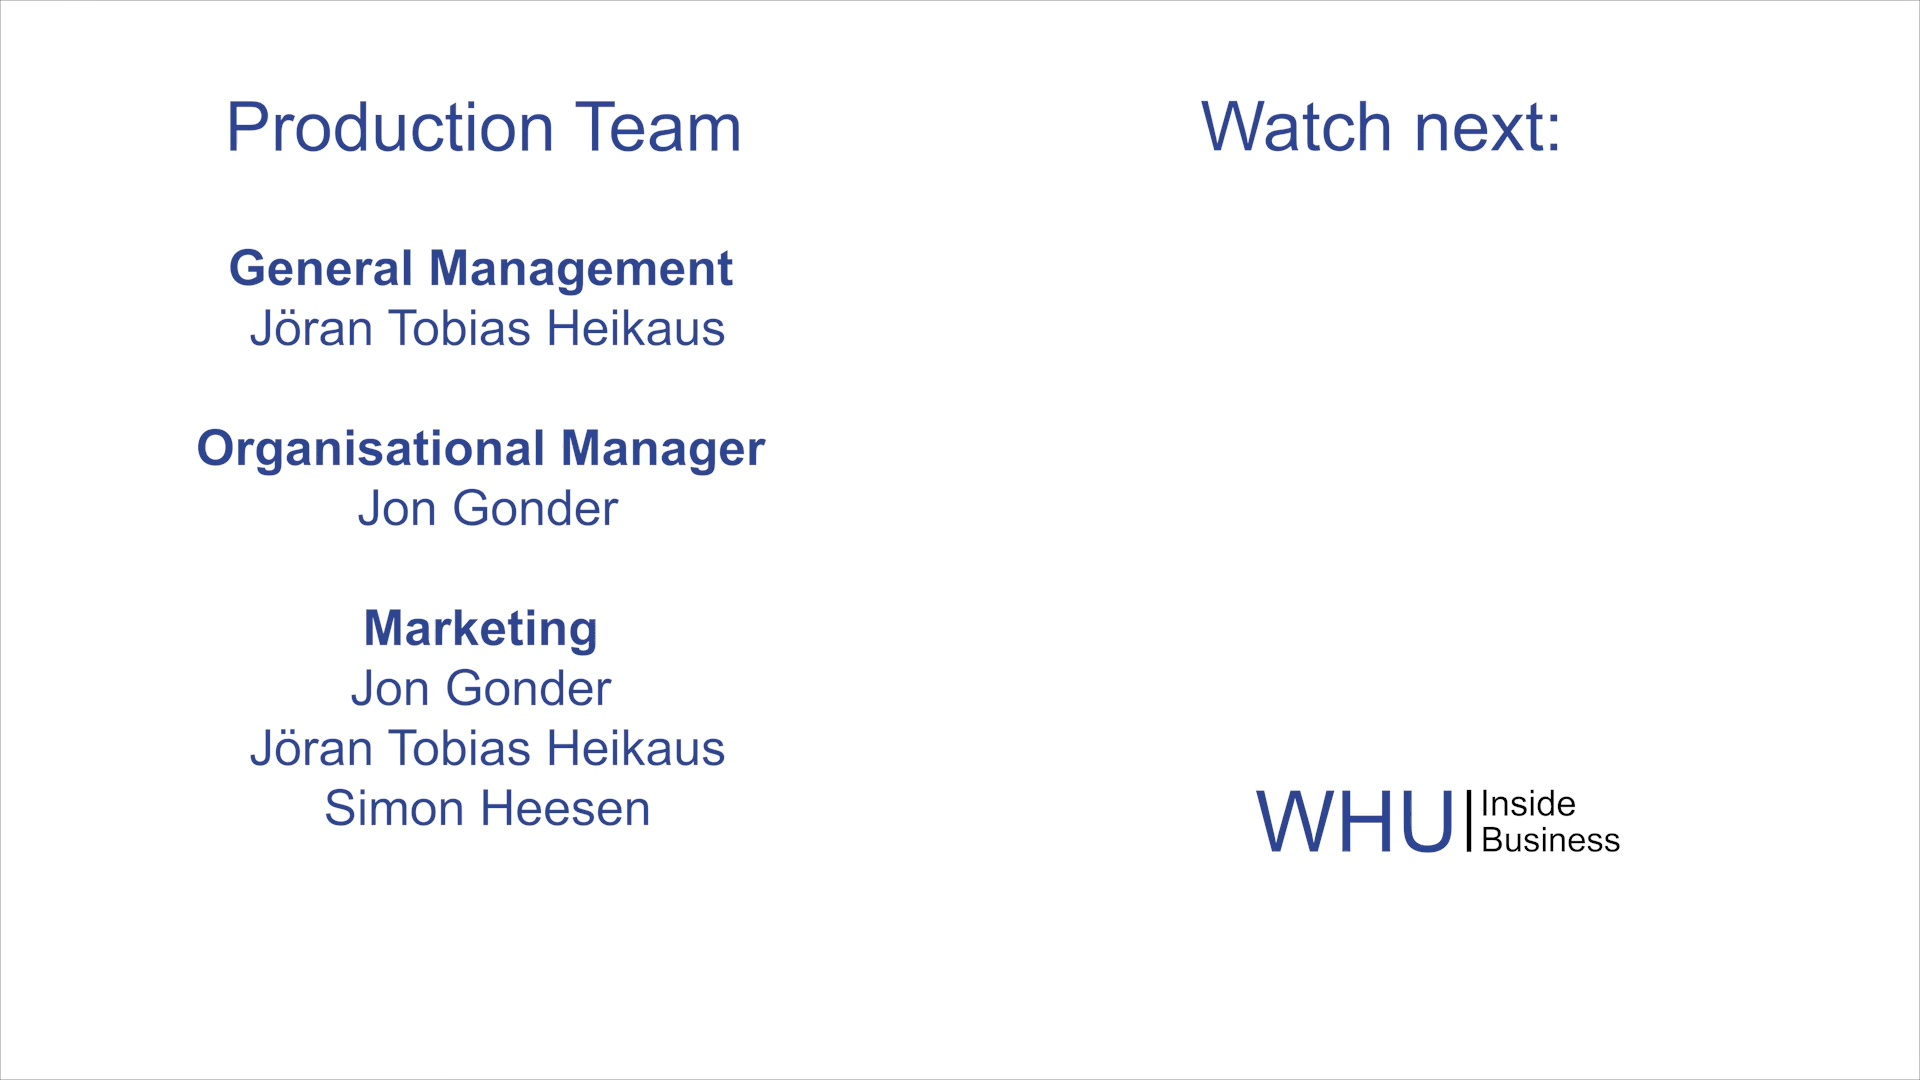 Production Team
General Management
Jöran Tobias Heikaus
Organisational Manager
Jon Gonder
Marketing
Jon Gonder
Jöran Tobias Heikaus
Simon Heesen
Watch next:
WHU
Inside
Business